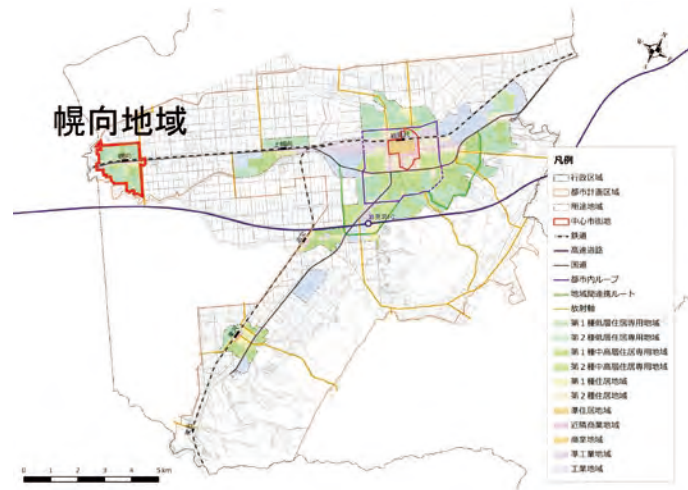 幌向地域
凡例
行政区域
都市計画区域
用途地域
中心市街地
鉄道
高速道路
国道
都市内ループ
地域間連携ルート
放射軸
第1種低層住居専用地域
第2種低層住居専用地域
第1種中高層住居専用地域
第2種中高層住居専用地域
第1種住居地域
第2種住居地域
準住居地域
近隣商業地域
商業地域
準工業地域
工業地域
0 1 2 3 4 5km